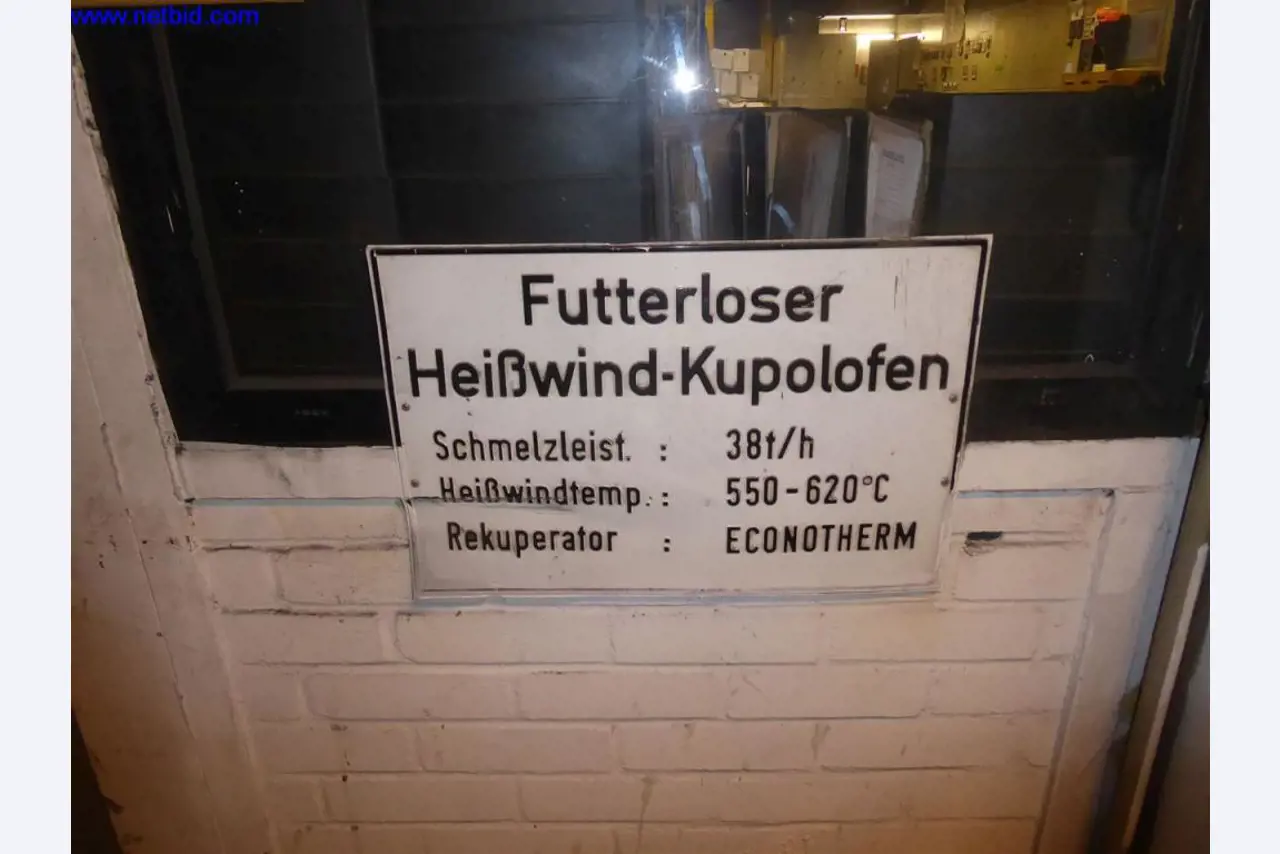 www.netbid.com
Futterloser
Heißwind-Kupolofen
Schmelzleist. : 38t/h
Heißwindtemp. : 550-620°C
Rekuperator : ECONOTHERM